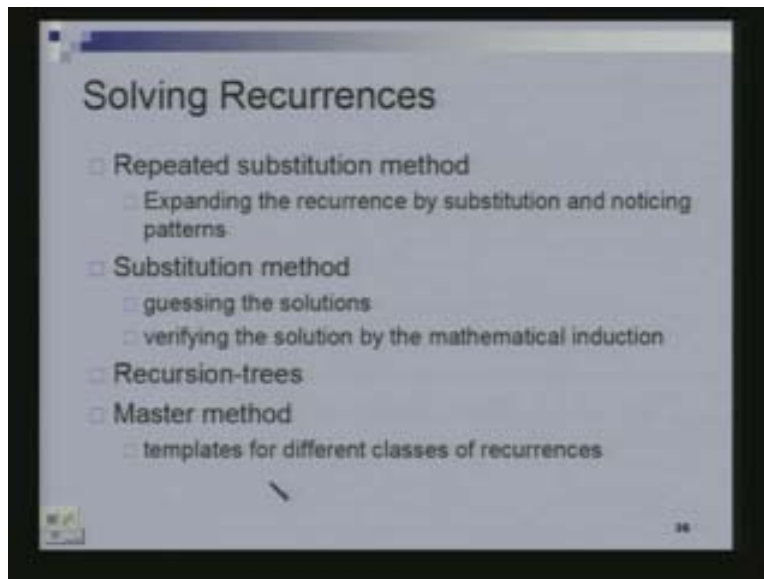 Solving Recurrences
Repeated substitution method
Expanding the recurrence by substitution and noticing
patterns
Substitution method
guessing the solutions
verifying the solution by the mathematical induction
Recursion-trees
Master method
templates for different classes of recurrences